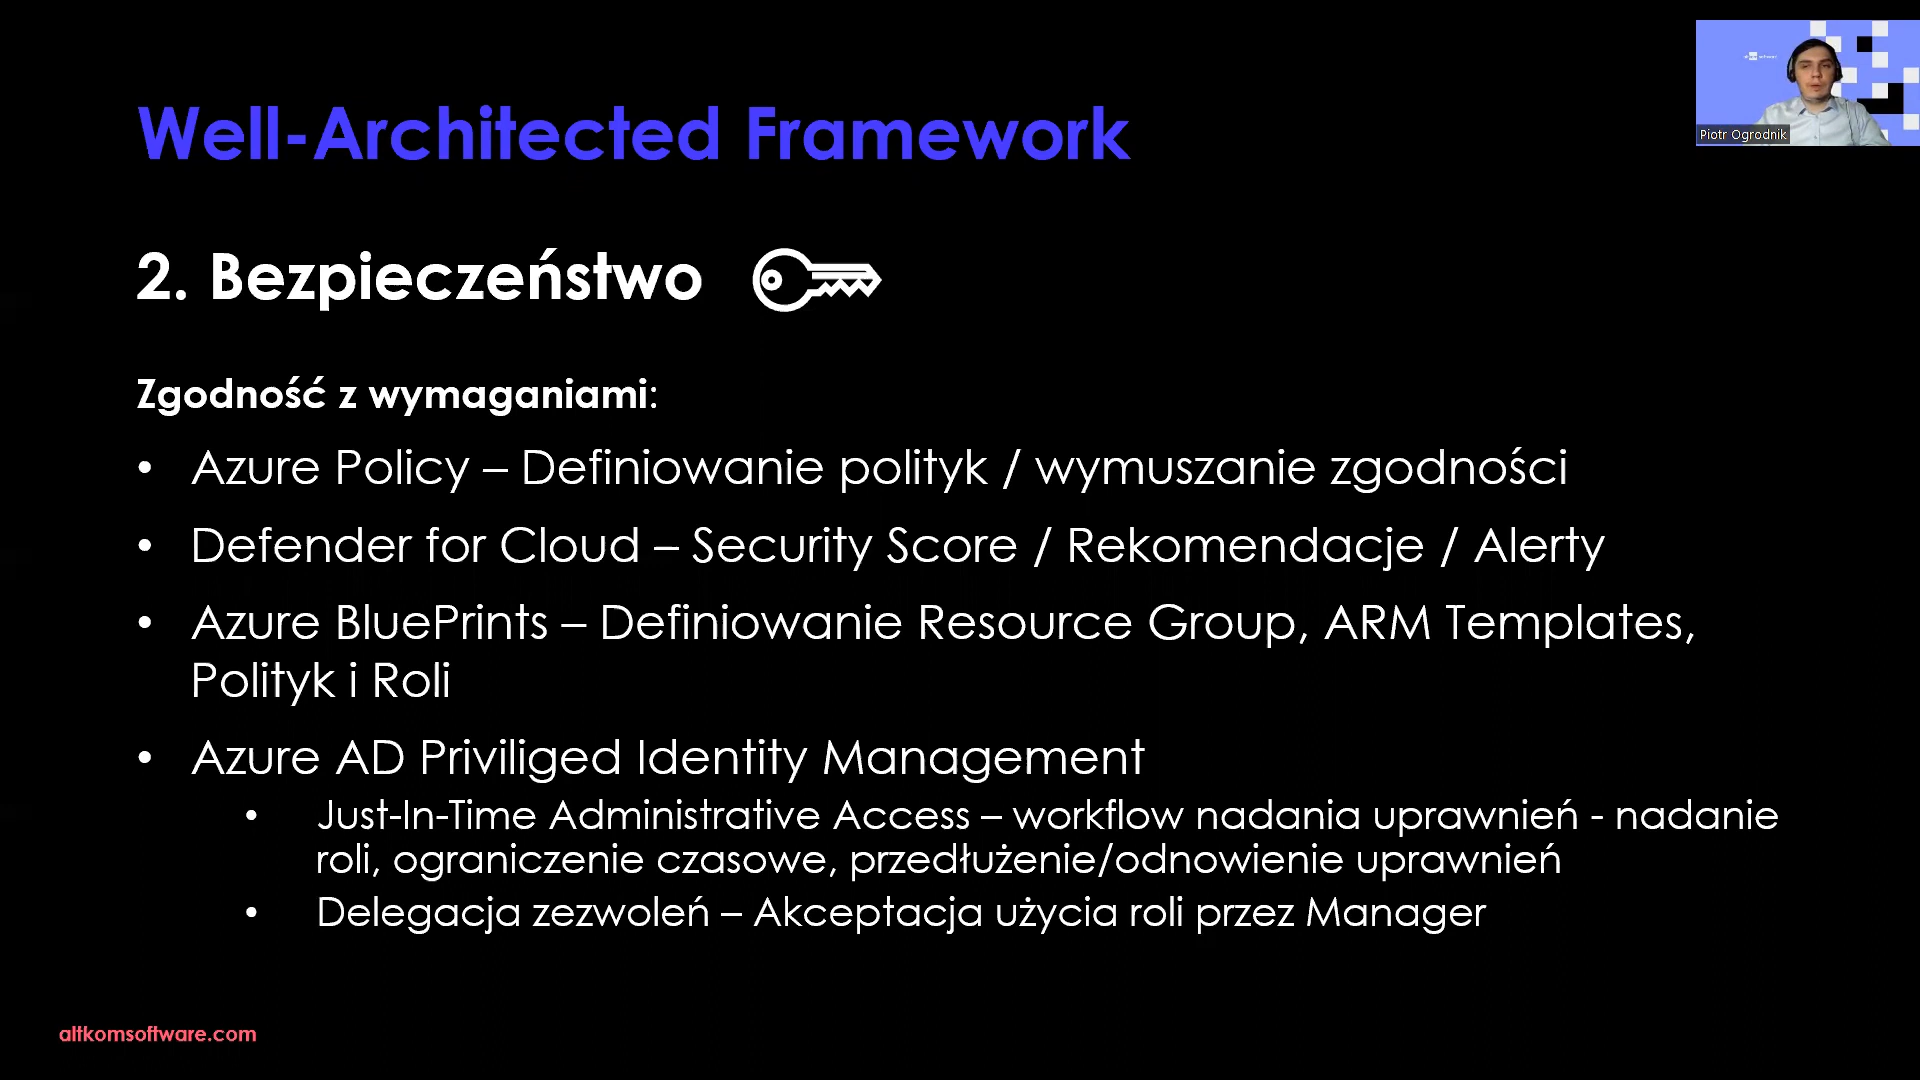 Well-Architected Framework
Piotr Ogrodnik
2. Bezpieczeństwo
Zgodność z wymaganiami:
• Azure Policy – Definiowanie polityk / wymuszanie zgodności
• Defender for Cloud – Security Score / Rekomendacje / Alerty
• Azure BluePrints – Definiowanie Resource Group, ARM Templates,
Polityk i Roli
• Azure AD Priviliged Identity Management
• Just-In-Time Administrative Access – workflow nadania uprawnień - nadanie
roli, ograniczenie czasowe, przedłużenie/odnowienie uprawnień
• Delegacja zezwoleń – Akceptacja użycia roli przez Manager
altkomsoftware.com